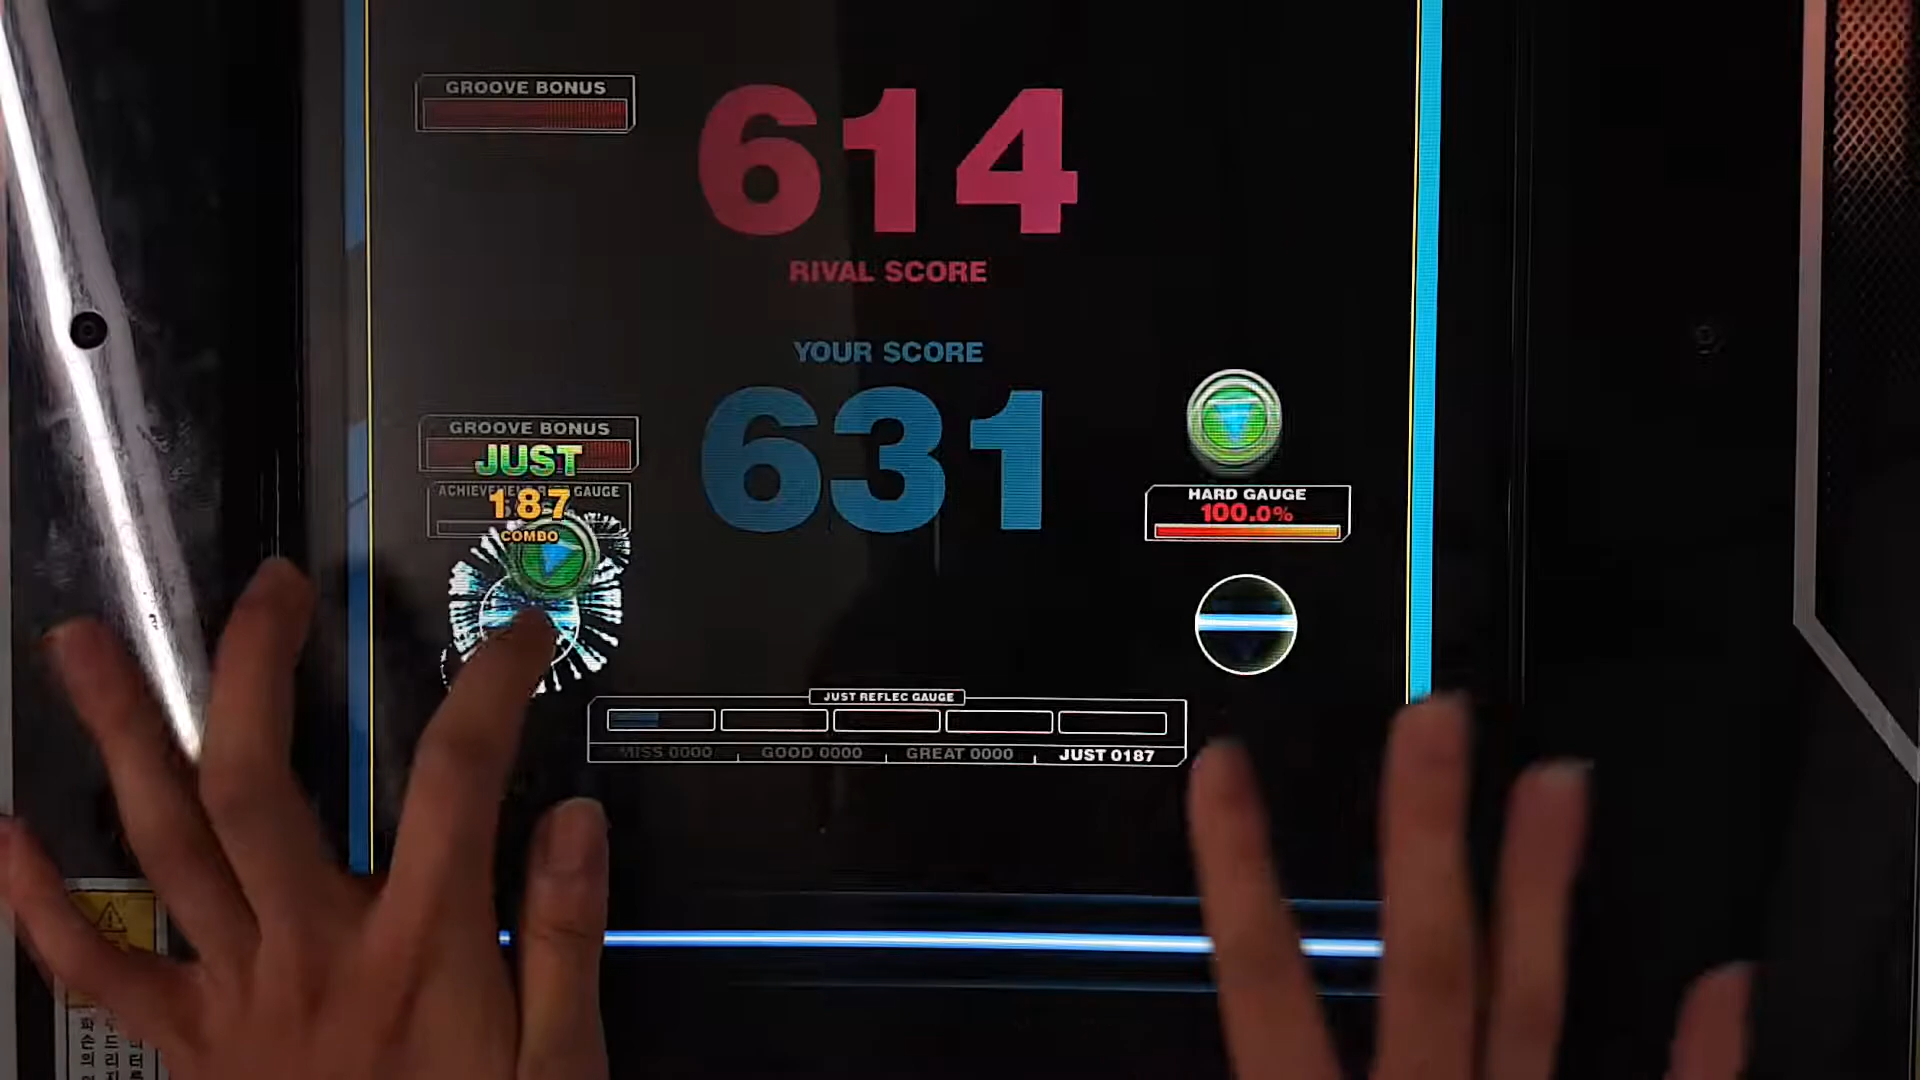 GROOVE BONUS
614
RIVAL SCORE
YOUR SCORE
631
GROOVE BONUS
JUST
187
COMBO
HARD GAUGE
100.0%
JUST REFLEC GAUGE
MISS 0000
GOOD 0000
GREAT 0000
JUST 0187